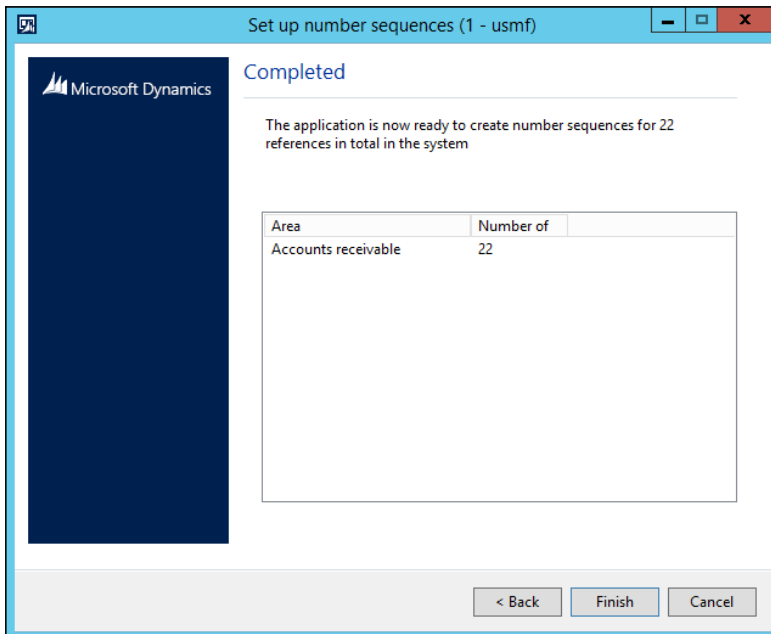 Set up number sequences (1 - usmf)
Microsoft Dynamics
Completed
The application is now ready to create number sequences for 22
references in total in the system
Area Number of
Accounts receivable 22
< Back Finish Cancel